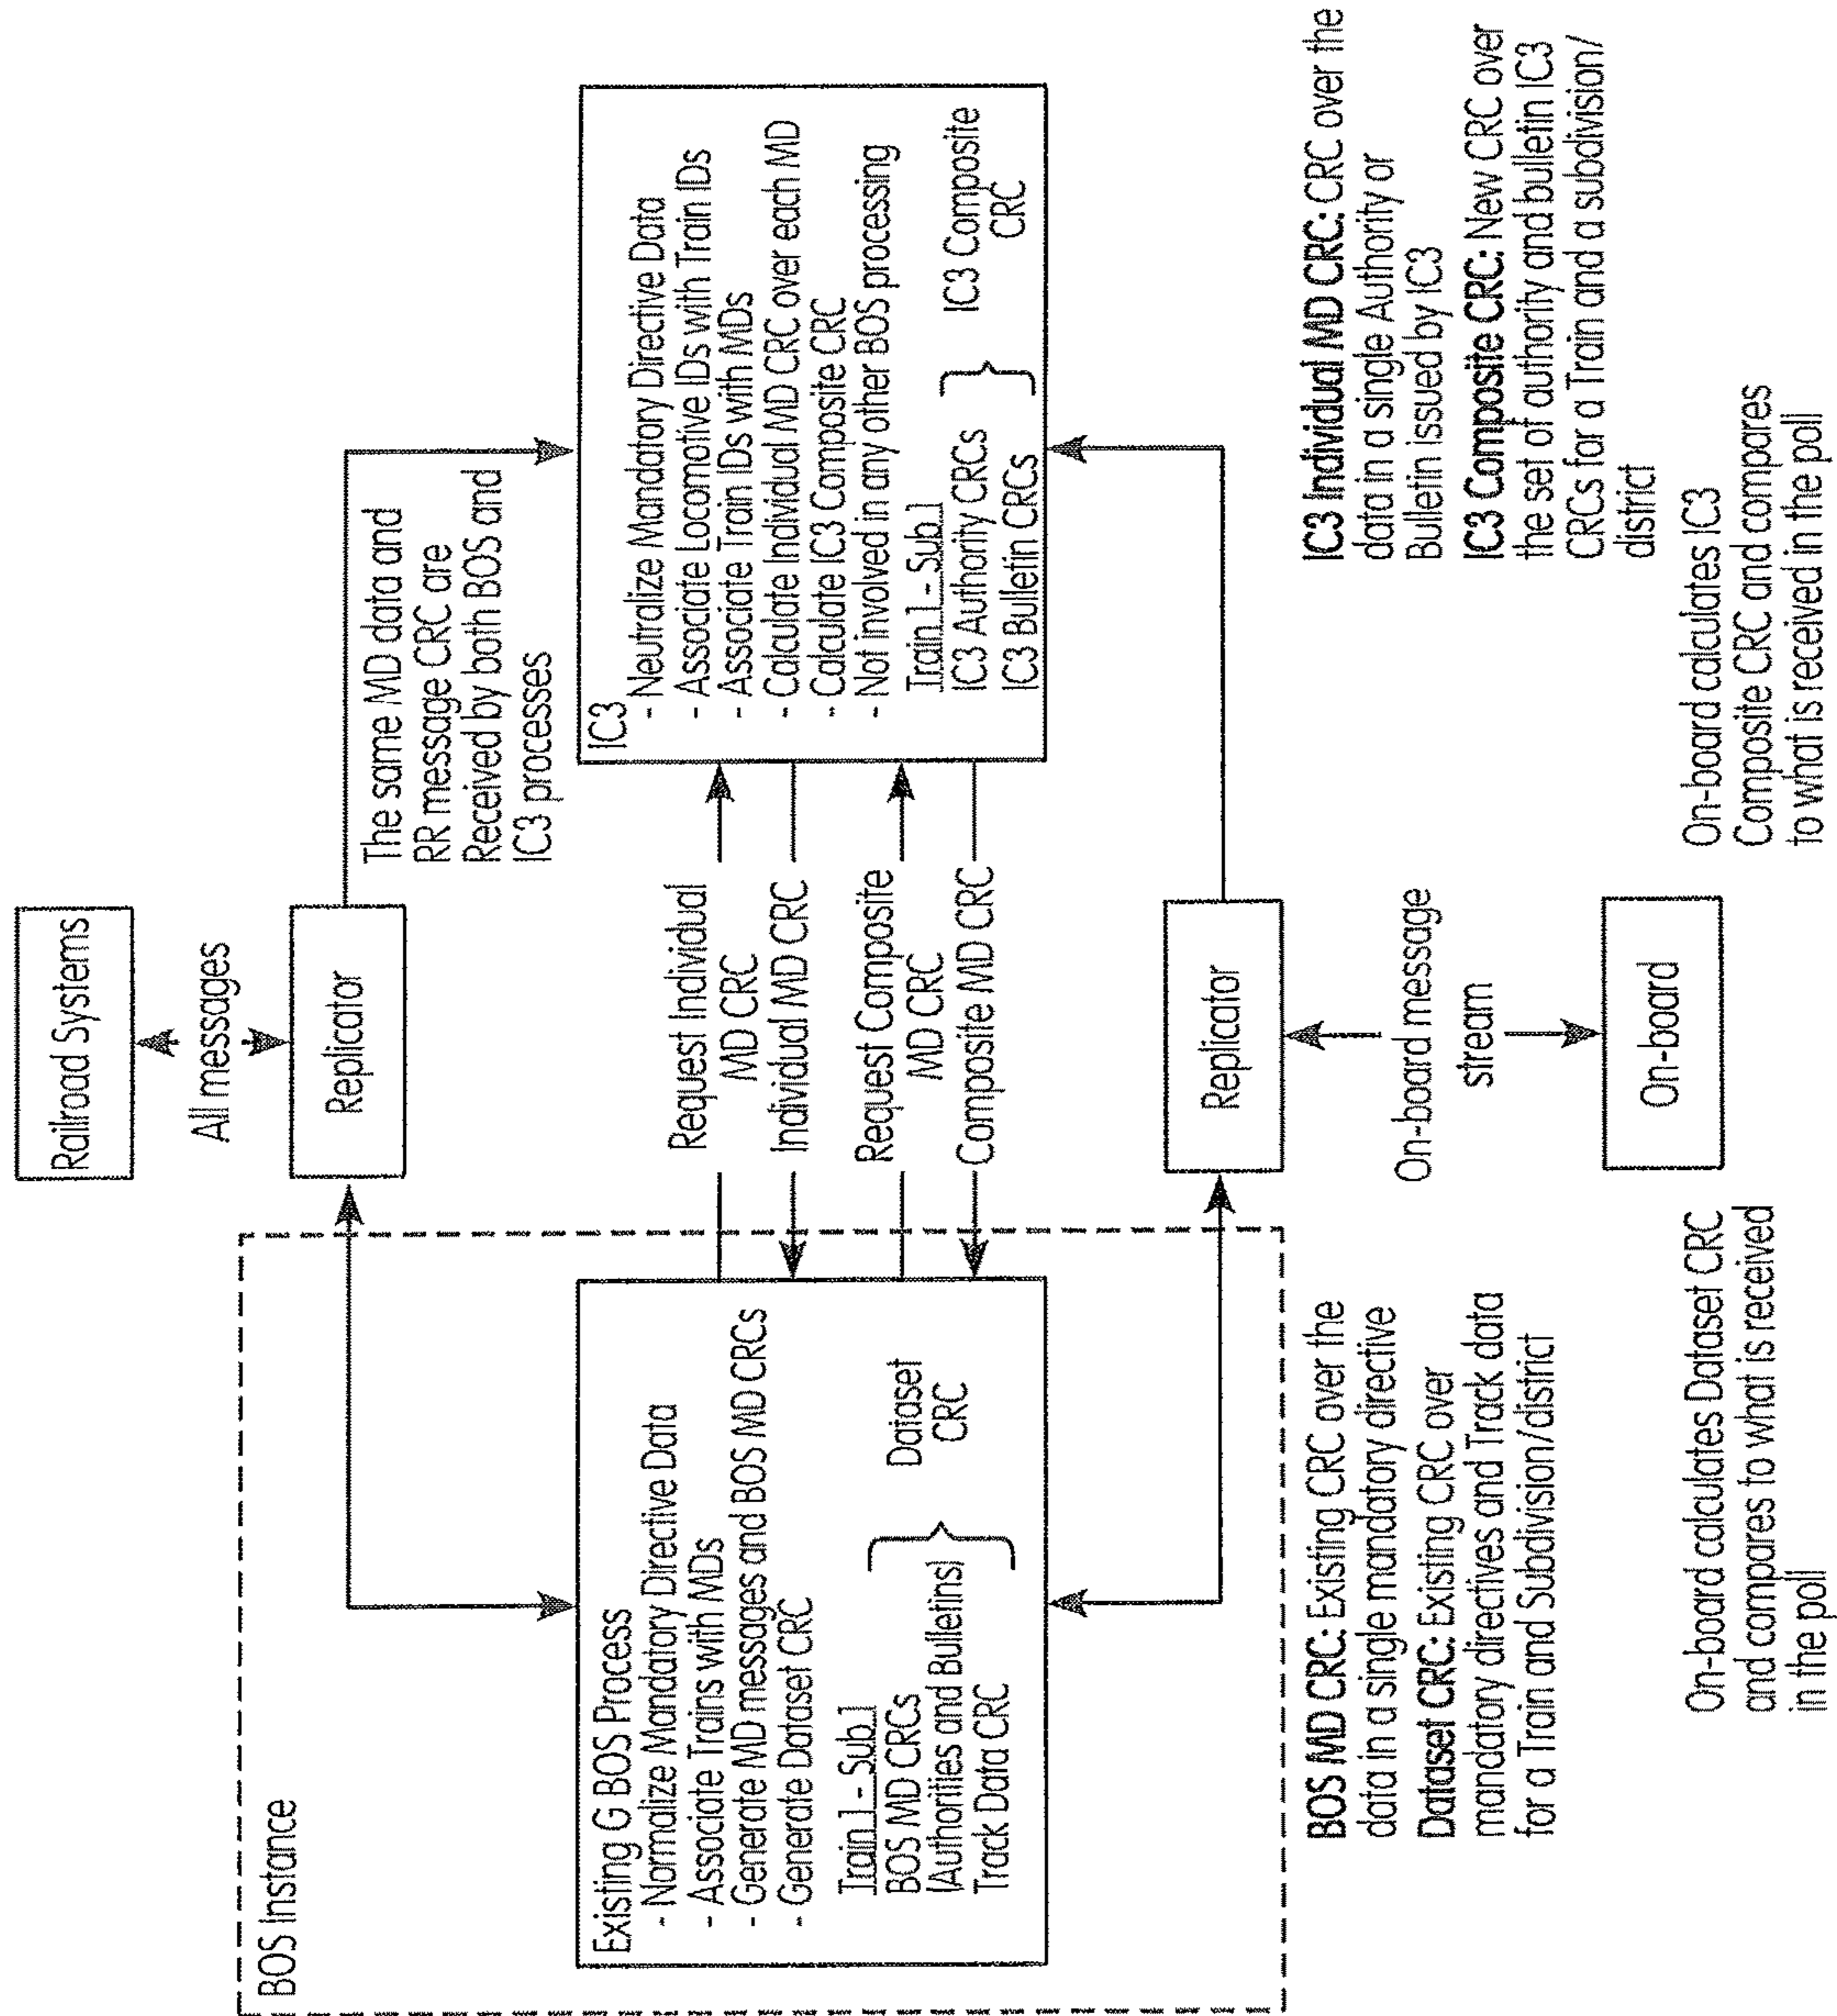 Railroad Systems
All messages
Replicator
The same MD data and
RR message CRC are
Received by both BOS and
IC3 processes
BOS Instance
Existing G BOS Process
- Normalize Mandatory Directive Data
- Associate Trains with MDs
- Generate MD messages and BOS MD CRCs
- Generate Dataset CRC
Train 1 - Sub 1
BOS MD CRCs
(Authorities and Bulletins)
Track Data CRC
Dataset
CRC
Request Individual
MD CRC
Individual MD CRC
Request Composite
MD CRC
Composite MD CRC
IC3
- Neutralize Mandatory Directive Data
- Associate Locomotive IDs with Train IDs
- Associate Train IDs with MDs
- Calculate Individual MD CRC over each MD
- Calculate IC3 Composite CRC
- Not involved in any other BOS processing
Train 1 - Sub 1
IC3 Authority CRCs
IC3 Bulletin CRCs
IC3 Composite
CRC
Replicator
On-board message
stream
On-board
BOS MD CRC: Existing CRC over the
data in a single mandatory directive
Dataset CRC: Existing CRC over
mandatory directives and Track data
for a Train and Subdivision/district
On-board calculates Dataset CRC
and compares to what is received
in the poll
IC3 Individual MD CRC: CRC over the
data in a single Authority or
Bulletin issued by IC3
IC3 Composite CRC: New CRC over
the set of authority and bulletin IC3
CRCs for a Train and a subdivision/
district
On-board calculates IC3
Composite CRC and compares
to what is received in the poll